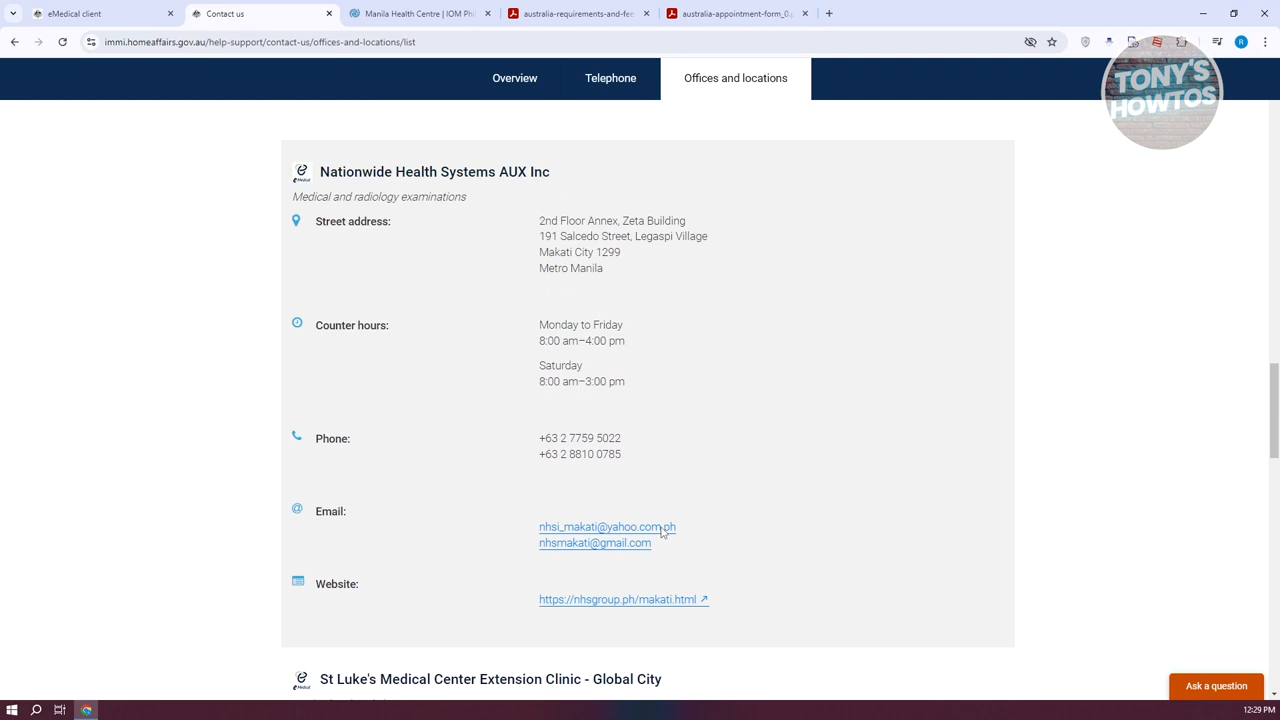 eMedical client
Contact us
Manila Health Centre | IOM Phi
australia-requirements-and-fee
australia-appointment-form_0.p
immi.homeaffairs.gov.au/help-support/contact-us/offices-and-locations/list
R
Overview
Telephone
Offices and locations
TONY'S
HOWTOS
eMedical
Nationwide Health Systems AUX Inc
Medical and radiology examinations
Street address:
2nd Floor Annex, Zeta Building
191 Salcedo Street, Legaspi Village
Makati City 1299
Metro Manila
Counter hours:
Monday to Friday
8:00 am–4:00 pm
Saturday
8:00 am–3:00 pm
Phone:
+63 2 7759 5022
+63 2 8810 0785
Email:
nhsi_makati@yahoo.com.ph
nhsmakati@gmail.com
Website:
https://nhsgroup.ph/makati.html
eMedical
St Luke's Medical Center Extension Clinic - Global City
Ask a question
12:29 PM